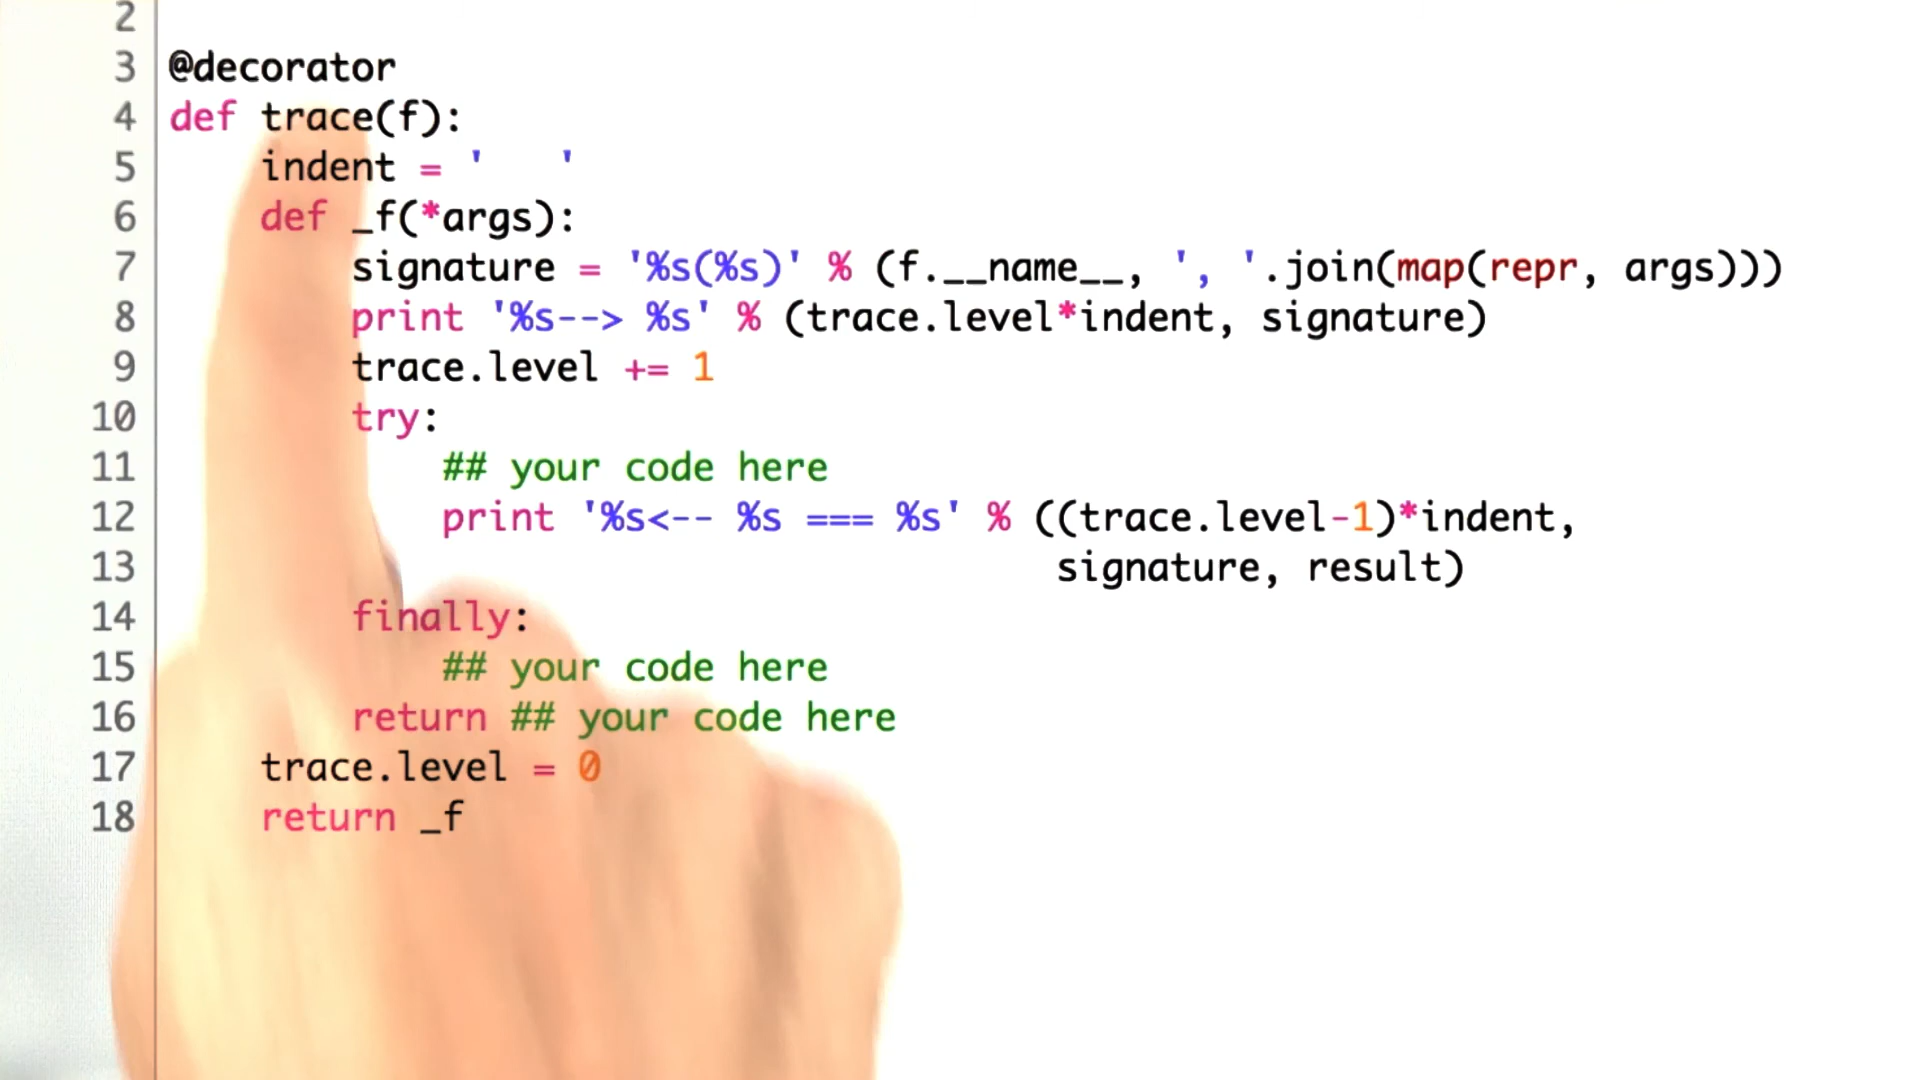 2
3 @decorator
4 def trace(f):
5     indent = '   '
6     def _f(*args):
7         signature = '%s(%s)' % (f.__name__, ', '.join(map(repr, args)))
8         print '%s--> %s' % (trace.level*indent, signature)
9         trace.level += 1
10         try:
11             ## your code here
12             print '%s<-- %s === %s' % ((trace.level-1)*indent,
13                                        signature, result)
14         finally:
15             ## your code here
16         return ## your code here
17     trace.level = 0
18     return _f